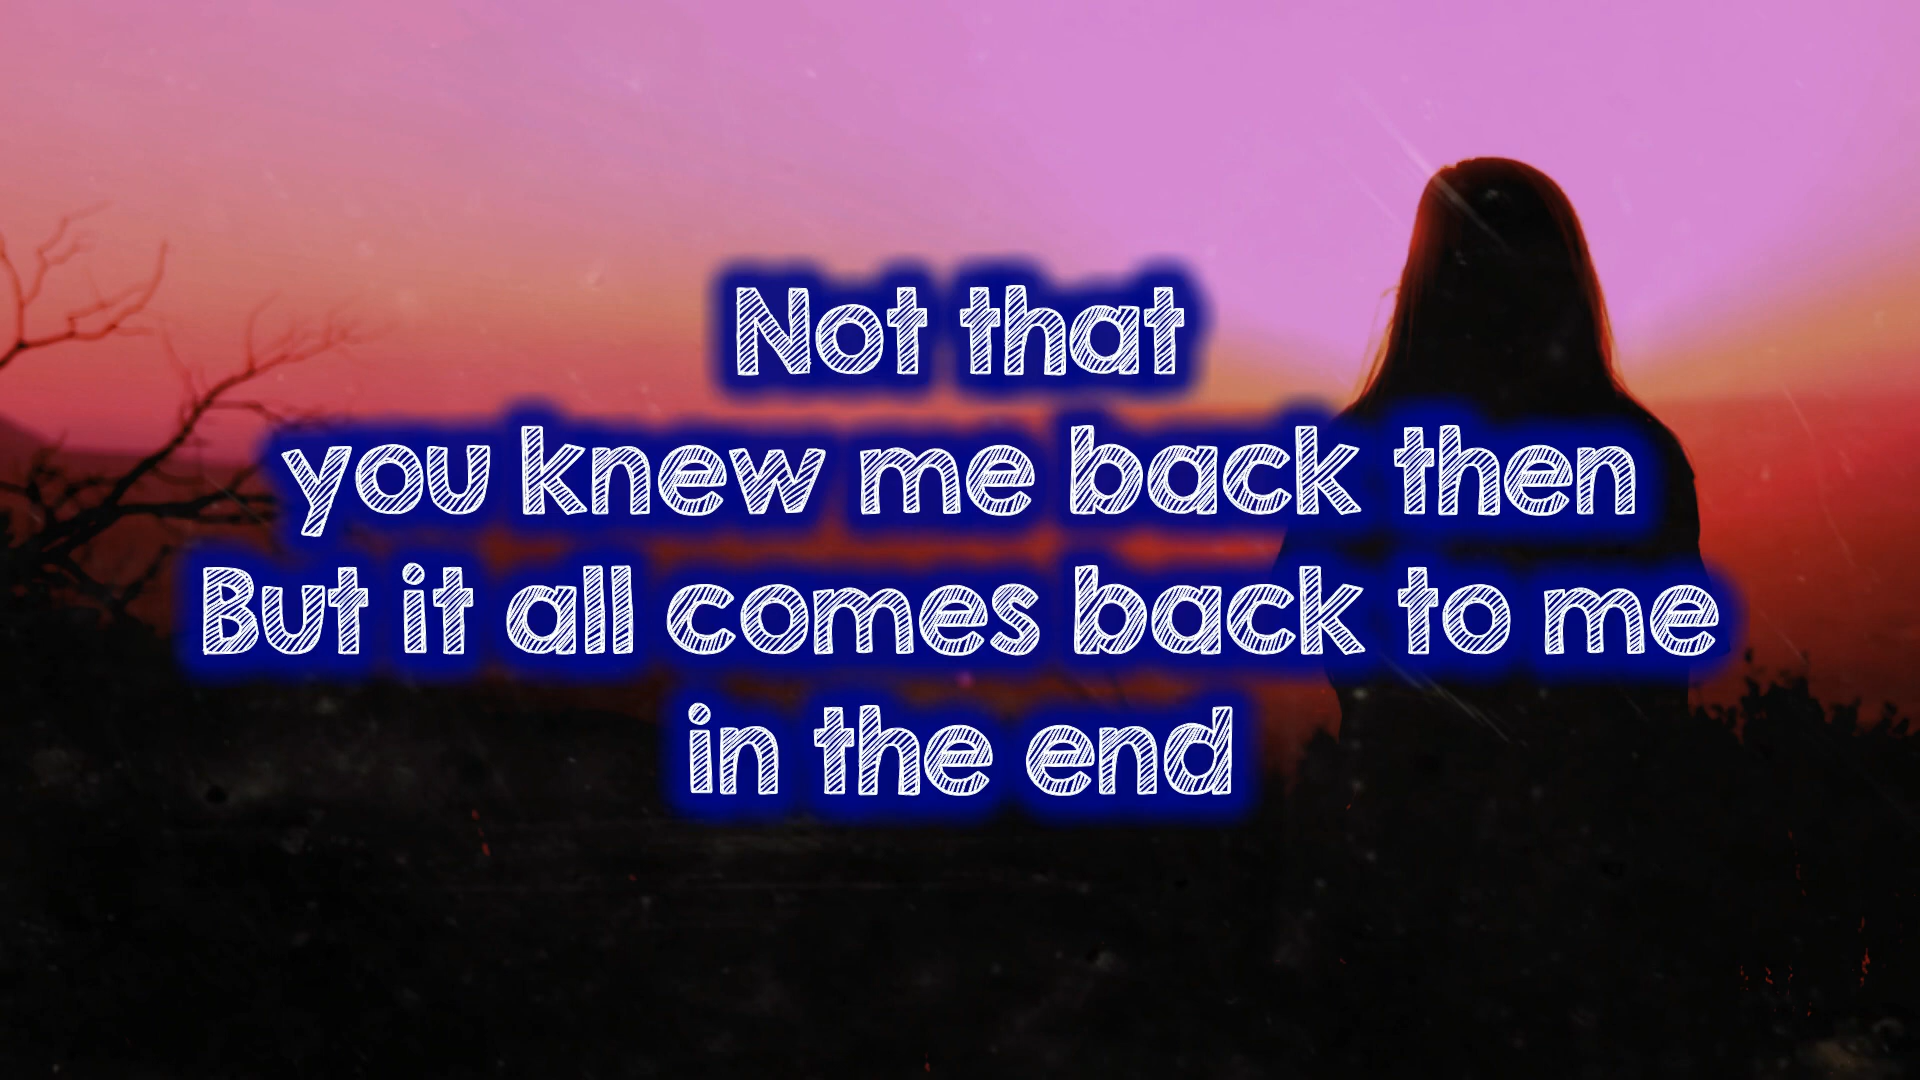 Not that
you knew me back then
But it all comes back to me
in the end